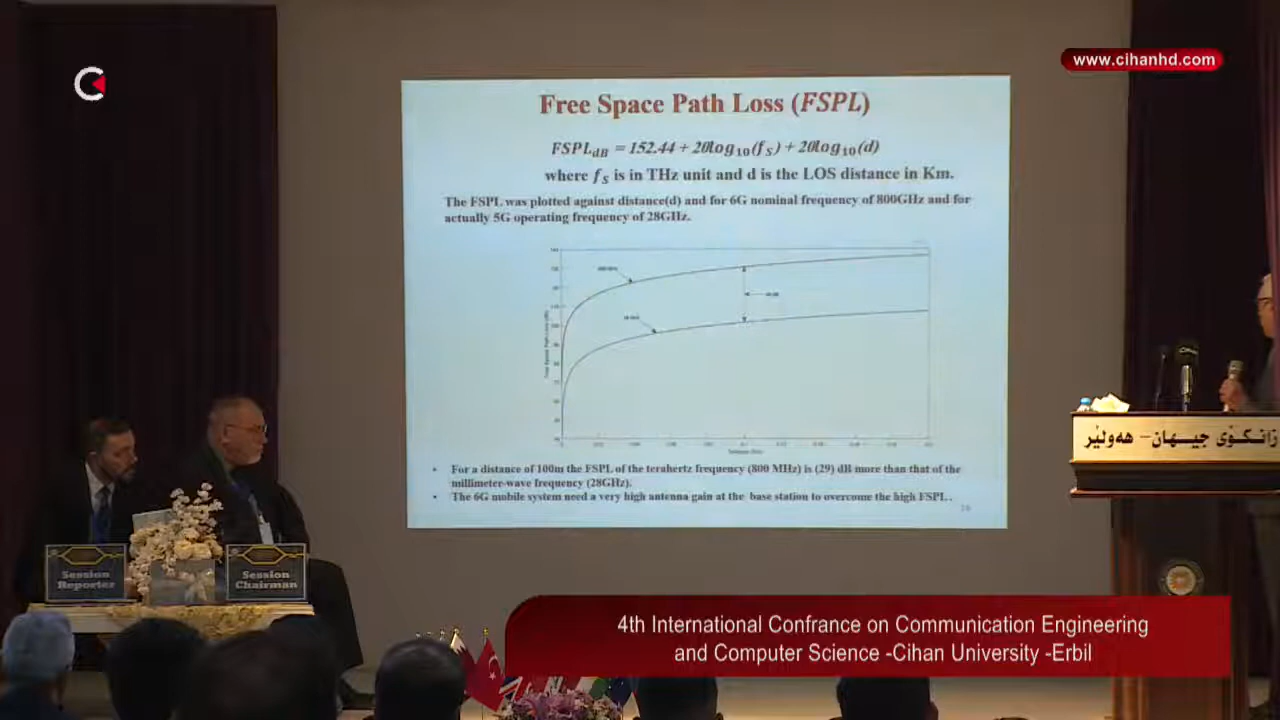 www.cihanhd.com
Free Space Path Loss (FSPL)
FSPLdB = 152.44 + 20log10(fS) + 20log10(d)
where fS is in THz unit and d is the LOS distance in Km.
The FSPL was plotted against distance(d) and for 6G nominal frequency of 800GHz and for
actually 5G operating frequency of 28GHz.
• For a distance of 100m the FSPL of the terahertz frequency (800 MHz) is (29) dB more than that of the
millimeter-wave frequency (28GHz).
• The 6G mobile system need a very high antenna gain at the base station to overcome the high FSPL.
زانکۆی جیهان - هەولێر
Session
Reporter
Session
Chairman
4th International Confrance on Communication Engineering
and Computer Science -Cihan University -Erbil